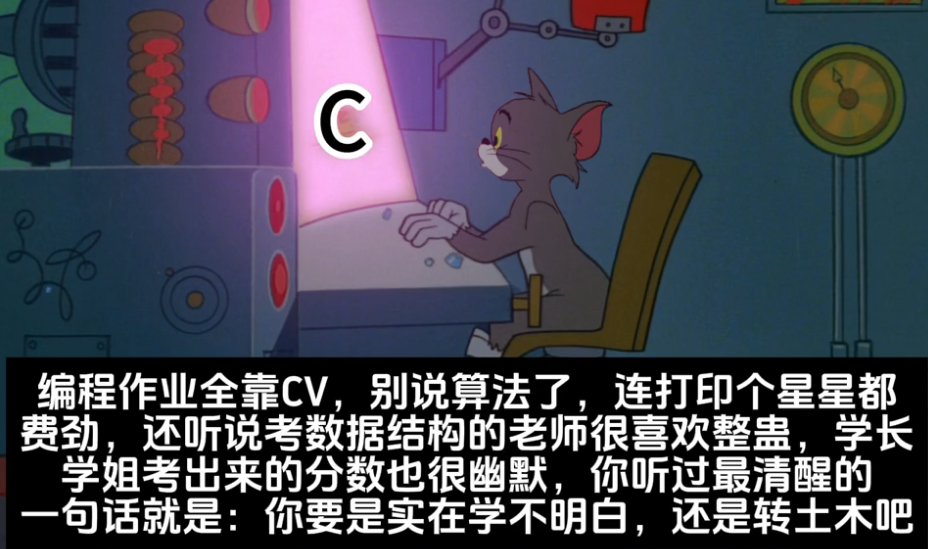 C
编程作业全靠CV，别说算法了，连打印个星星都
费劲，还听说考数据结构的老师很喜欢整蛊，学长
学姐考出来的分数也很幽默，你听过最清醒的
一句话就是：你要是实在学不明白，还是转土木吧